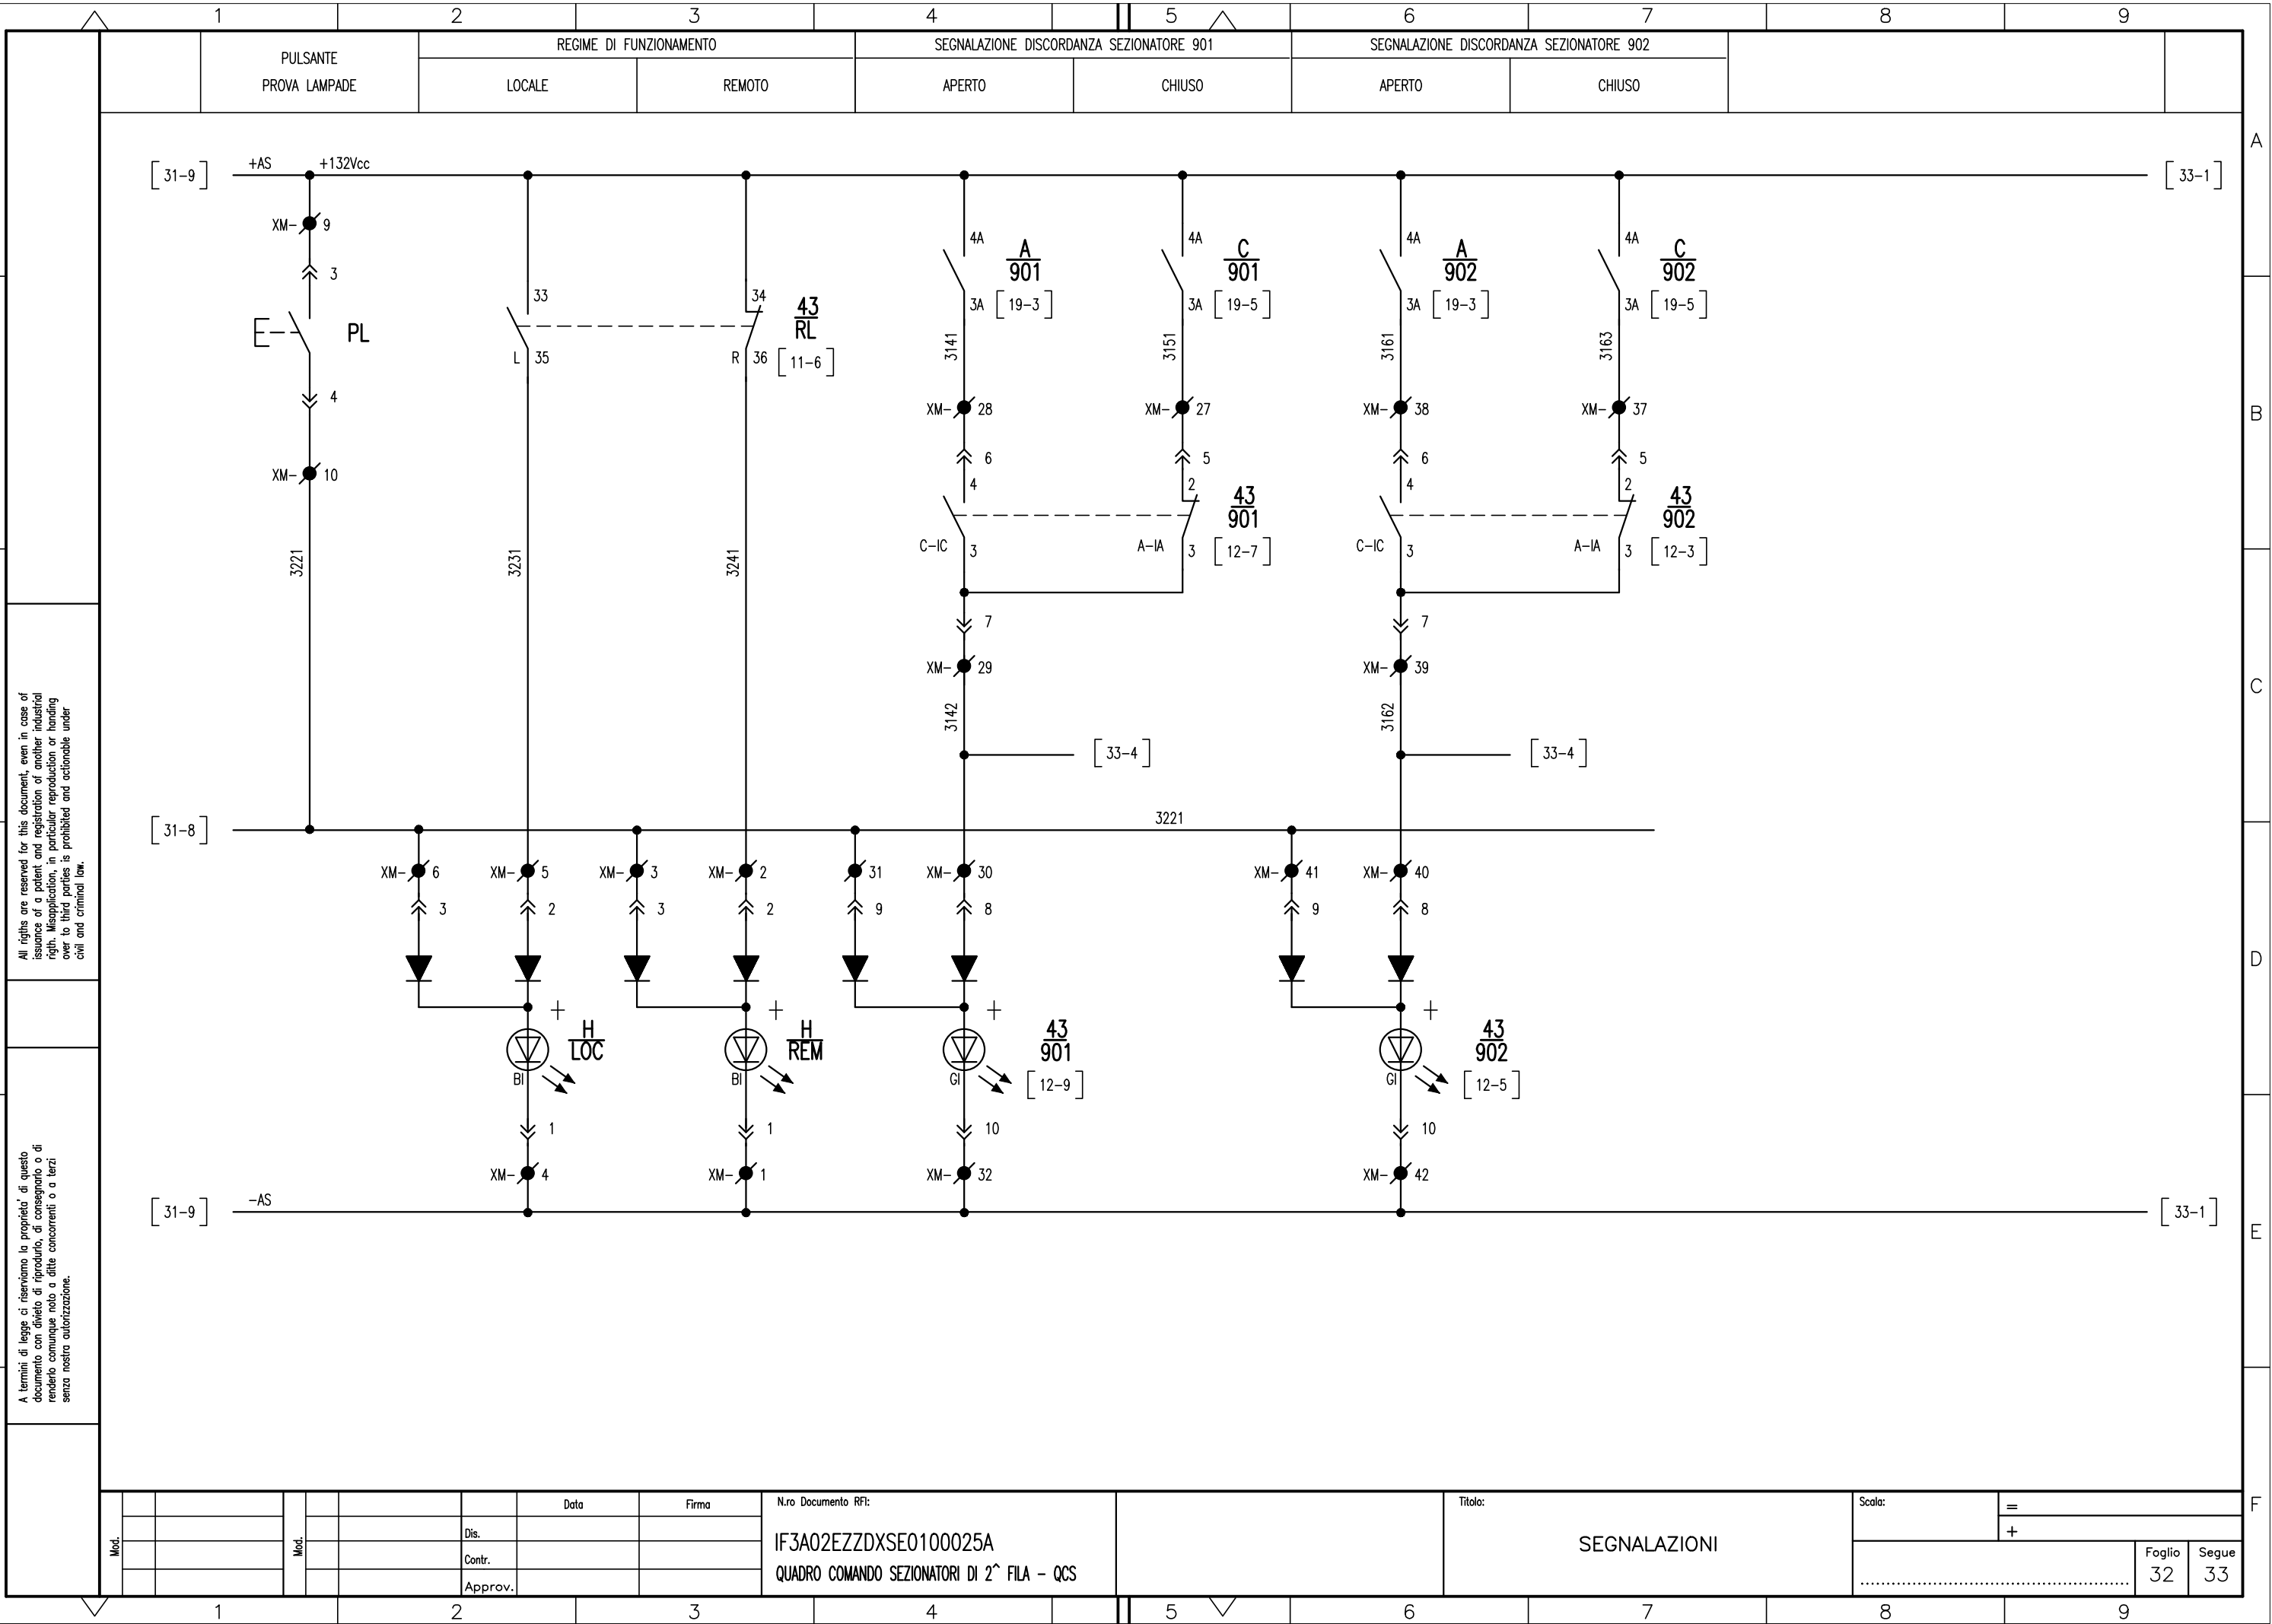 1 2 3 4 5 6 7 8 9
PULSANTE
PROVA LAMPADE
REGIME DI FUNZIONAMENTO
LOCALE
REMOTO
SEGNALAZIONE DISCORDANZA SEZIONATORE 901
APERTO
CHIUSO
SEGNALAZIONE DISCORDANZA SEZIONATORE 902
APERTO
CHIUSO
A
B
C
D
E
F
31-9 +AS +132Vcc 33-1
XM- 9
3
PL
4
XM- 10
3221
33
L 35
3231
34
R 36
43
RL
11-6
3241
4A
A
901
3A 19-3
3141
XM- 28
6
4
C-IC 3
7
XM- 29
3142
33-4
4A
C
901
3A 19-5
3151
XM- 27
5
2
43
901
A-IA 3 12-7
4A
A
902
3A 19-3
3161
XM- 38
6
4
C-IC 3
7
XM- 39
3162
33-4
4A
C
902
3A 19-5
3163
XM- 37
5
2
43
902
A-IA 3 12-3
31-8 3221
XM- 6 XM- 5 XM- 3 XM- 2 31 XM- 30 XM- 41 XM- 40
3 2 3 2 9 8 9 8
+ + + +
H
LOC
BI
H
REM
BI
43
901
GI
12-9
43
902
GI
12-5
1 1 10 10
XM- 4 XM- 1 XM- 32 XM- 42
31-9 -AS 33-1
All rigths are reserved for this document, even in case of
issuance of a patent and registration of another industrial
rigth. Misapplication, in particular reproduction or handing
over to third parties is prohibited and actionable under
civil and criminal law.
A termini di legge ci riserviamo la proprieta' di questo
documento con divieto di riprodurlo, di consegnarlo o di
renderlo comunque noto a ditte concorrenti o a terzi
senza nostra autorizzazione.
Mod.
Mod.
Data Firma
Dis.
Contr.
Approv.
N.ro Documento RFI:
IF3A02EZZDXSE0100025A
QUADRO COMANDO SEZIONATORI DI 2^ FILA - QCS
Titolo:
SEGNALAZIONI
Scala:
=
+
Foglio
32
Segue
33
1 2 3 4 5 6 7 8 9